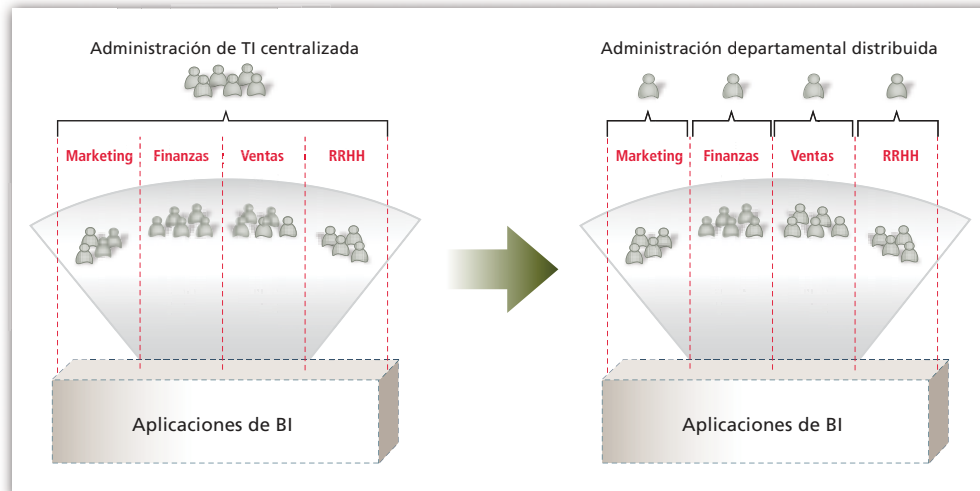 Administración de TI centralizada
Marketing Finanzas Ventas RRHH
Aplicaciones de BI
Administración departamental distribuida
Marketing Finanzas Ventas RRHH
Aplicaciones de BI